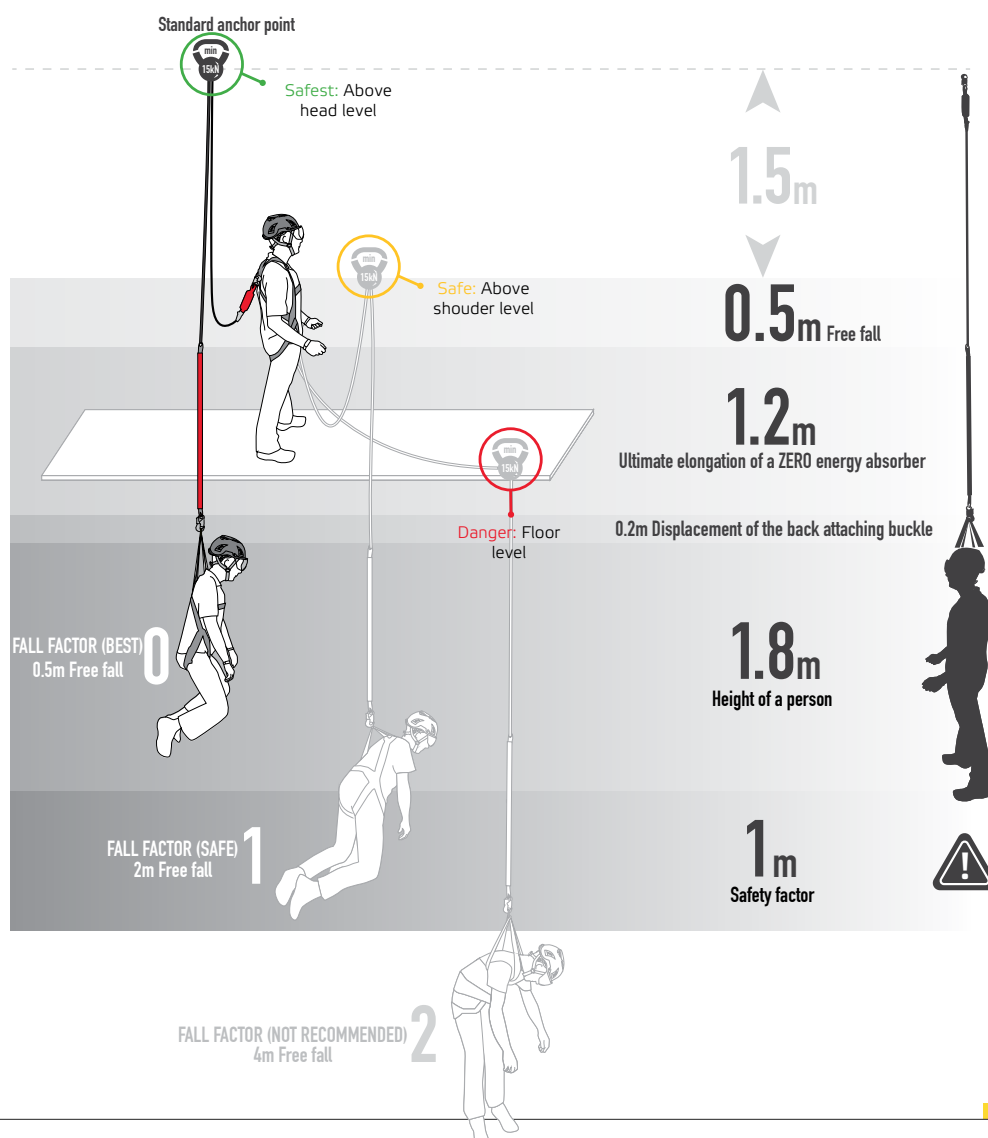 Standard anchor point
min
15kN
Safest: Above
head level
1.5m
min
15kN
Safe: Above
shouder level
0.5m Free fall
1.2m
Ultimate elongation of a ZERO energy absorber
min
15kN
Danger: Floor
level
0.2m Displacement of the back attaching buckle
FALL FACTOR (BEST) 0
0.5m Free fall
1.8m
Height of a person
FALL FACTOR (SAFE) 1
2m Free fall
1m
Safety factor
!
FALL FACTOR (NOT RECOMMENDED) 2
4m Free fall